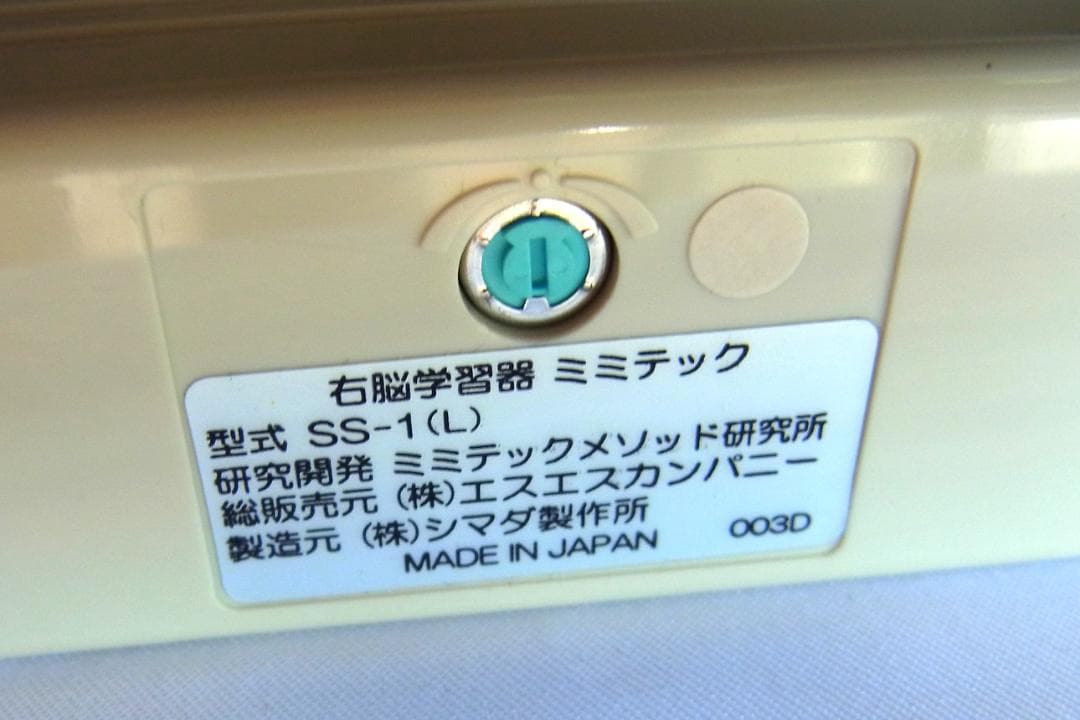 右脳学習器 ミミテック
型式 SS-1(L)
研究開発 ミミテックメソッド研究所
総販売元 (株)エスエスカンパニー
製造元 (株)シマダ製作所
MADE IN JAPAN 003D